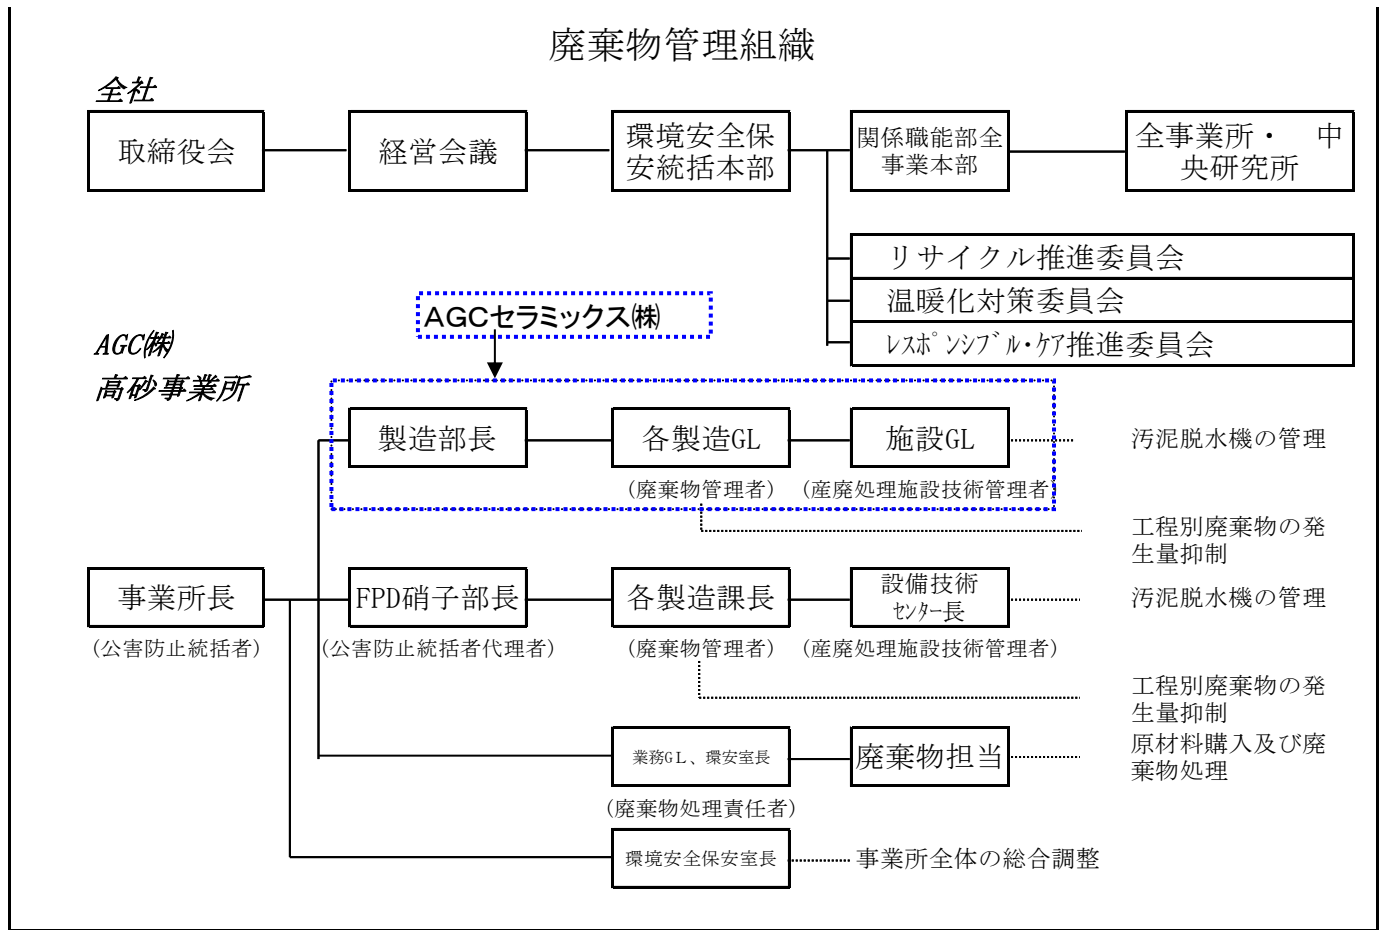 廃棄物管理組織
全社
取締役会
経営会議
環境安全保
安統括本部
関係職能部全
事業本部
全事業所・　中
央研究所
リサイクル推進委員会
温暖化対策委員会
ﾚｽﾎﾟﾝｼﾌﾞﾙ･ｹｱ推進委員会
AGCセラミックス㈱
AGC㈱
高砂事業所
製造部長
各製造GL
施設GL
汚泥脱水機の管理
(廃棄物管理者)
(産廃処理施設技術管理者)
工程別廃棄物の発
生量抑制
事業所長
FPD硝子部長
各製造課長
設備技術
ｾﾝﾀｰ長
汚泥脱水機の管理
(公害防止統括者)
(公害防止統括者代理者)
(廃棄物管理者)
(産廃処理施設技術管理者)
工程別廃棄物の発
生量抑制
業務GL、環安室長
廃棄物担当
原材料購入及び廃
棄物処理
(廃棄物処理責任者)
環境安全保安室長
事業所全体の総合調整